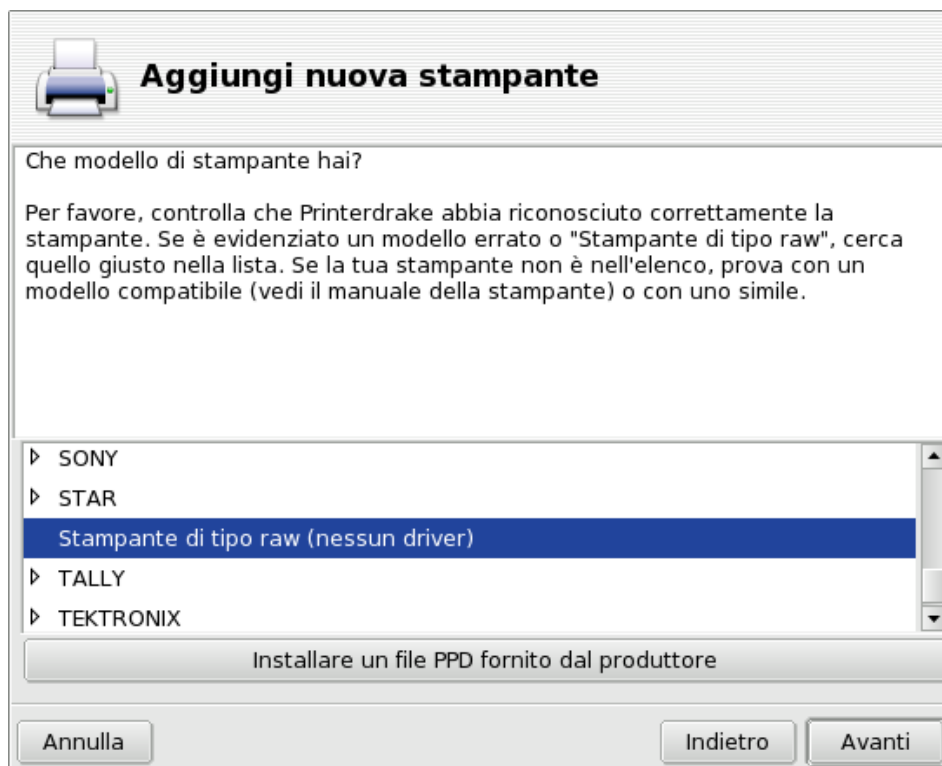 Aggiungi nuova stampante
Che modello di stampante hai?
Per favore, controlla che Printerdrake abbia riconosciuto correttamente la
stampante. Se è evidenziato un modello errato o "Stampante di tipo raw", cerca
quello giusto nella lista. Se la tua stampante non è nell'elenco, prova con un
modello compatibile (vedi il manuale della stampante) o con uno simile.
SONY
STAR
Stampante di tipo raw (nessun driver)
TALLY
TEKTRONIX
Installare un file PPD fornito dal produttore
Annulla
Indietro
Avanti